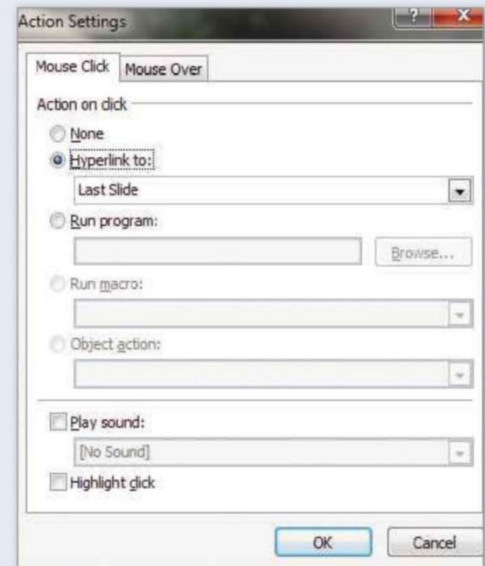 Action Settings
?
x
Mouse Click Mouse Over
Action on click
None
Hyperlink to:
Last Slide
Run program:
Browse...
Run macro:
Object action:
Play sound:
[No Sound]
Highlight click
OK Cancel